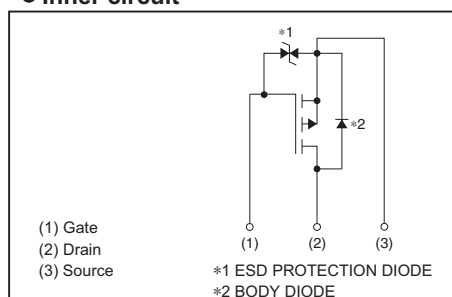 ● Inner circuit
*1
*2
(1) Gate
(2) Drain
(3) Source
(1) (2) (3)
*1 ESD PROTECTION DIODE
*2 BODY DIODE